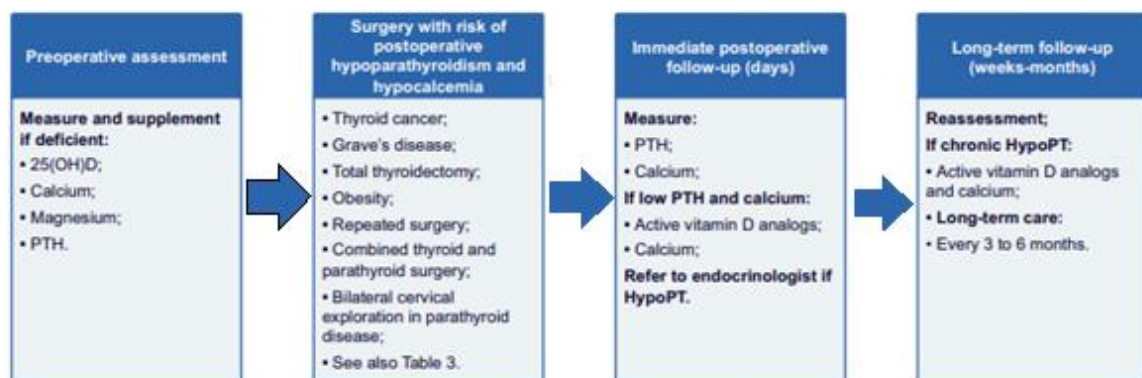 Preoperative assessment
Measure and supplement
if deficient:
▪ 25(OH)D;
▪ Calcium;
▪ Magnesium;
▪ PTH.
Surgery with risk of
postoperative
hypoparathyroidism and
hypocalcemia
▪ Thyroid cancer;
▪ Grave's disease;
▪ Total thyroidectomy;
▪ Obesity;
▪ Repeated surgery;
▪ Combined thyroid and
parathyroid surgery;
▪ Bilateral cervical
exploration in parathyroid
disease;
▪ See also Table 3.
Immediate postoperative
follow-up (days)
Measure:
▪ PTH;
▪ Calcium;
If low PTH and calcium:
▪ Active vitamin D analogs;
▪ Calcium;
Refer to endocrinologist if
HypoPT.
Long-term follow-up
(weeks-months)
Reassessment;
If chronic HypoPT:
▪ Active vitamin D analogs
and calcium;
▪ Long-term care:
▪ Every 3 to 6 months.